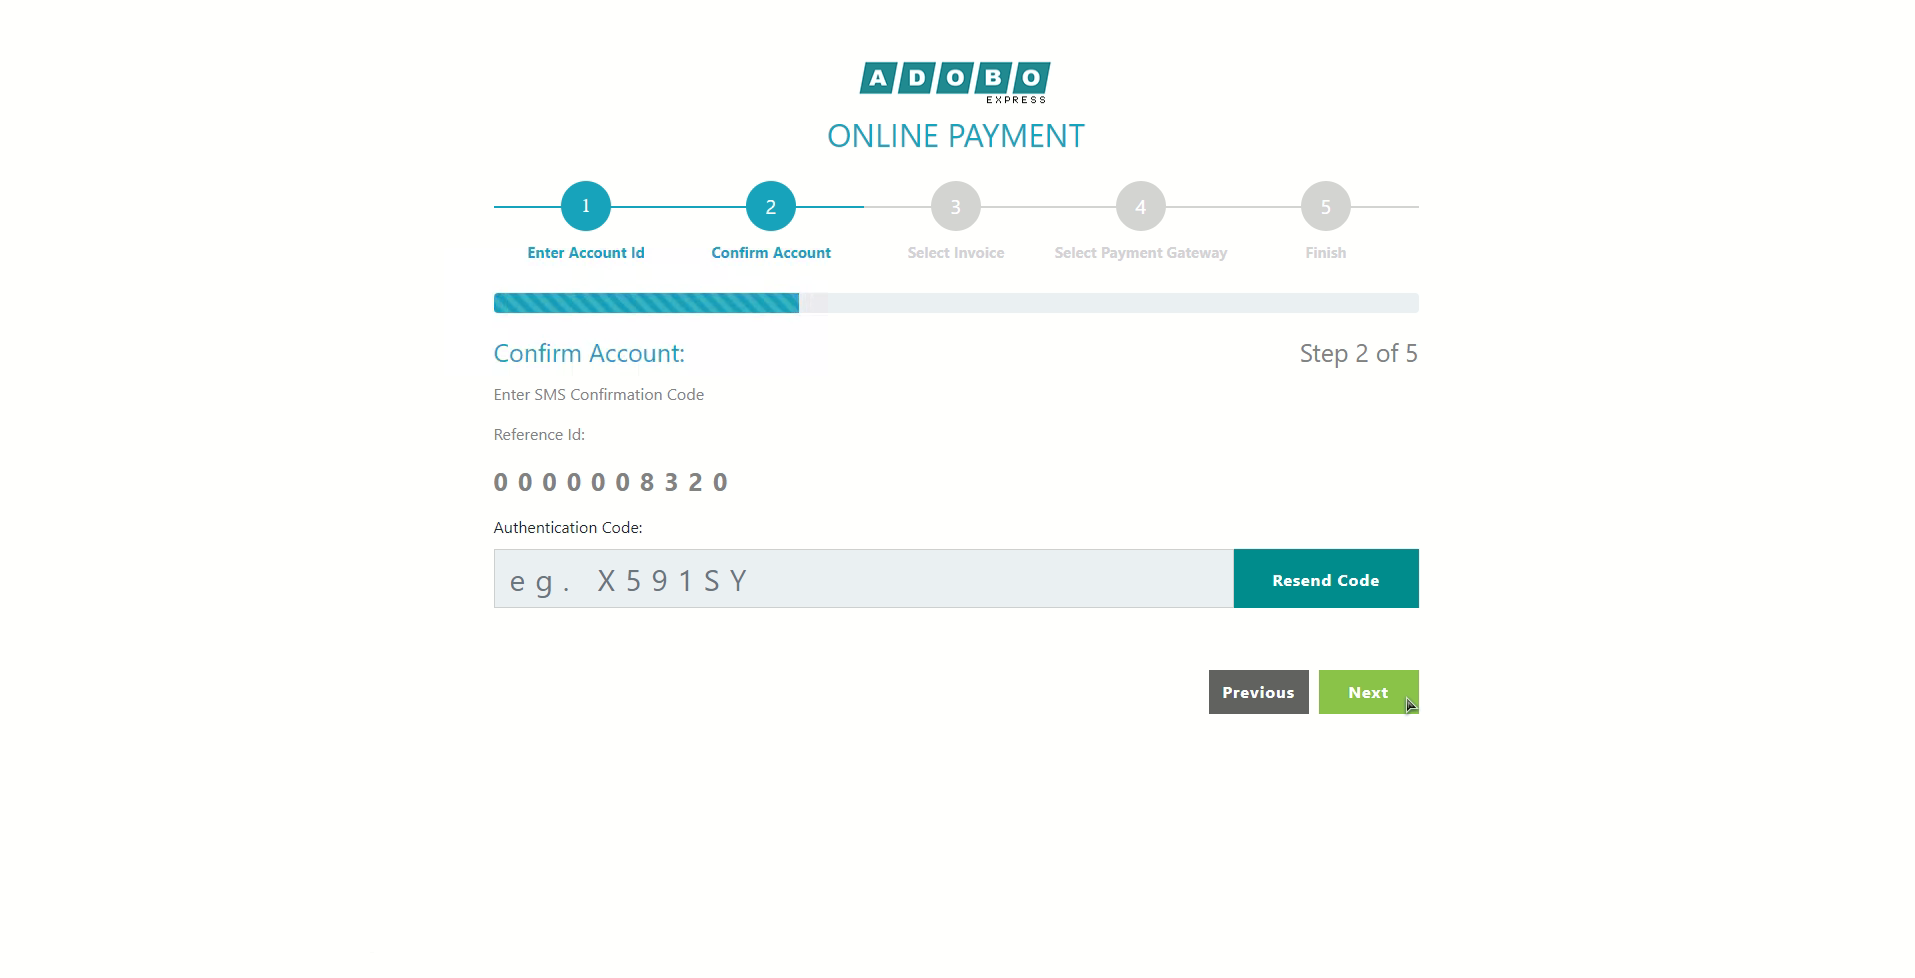 ADOBO
EXPRESS
ONLINE PAYMENT
1 2 3 4 5
Enter Account Id Confirm Account Select Invoice Select Payment Gateway Finish
Confirm Account: Step 2 of 5
Enter SMS Confirmation Code
Reference Id:
0000008320
Authentication Code:
eg. X591SY Resend Code
Previous Next